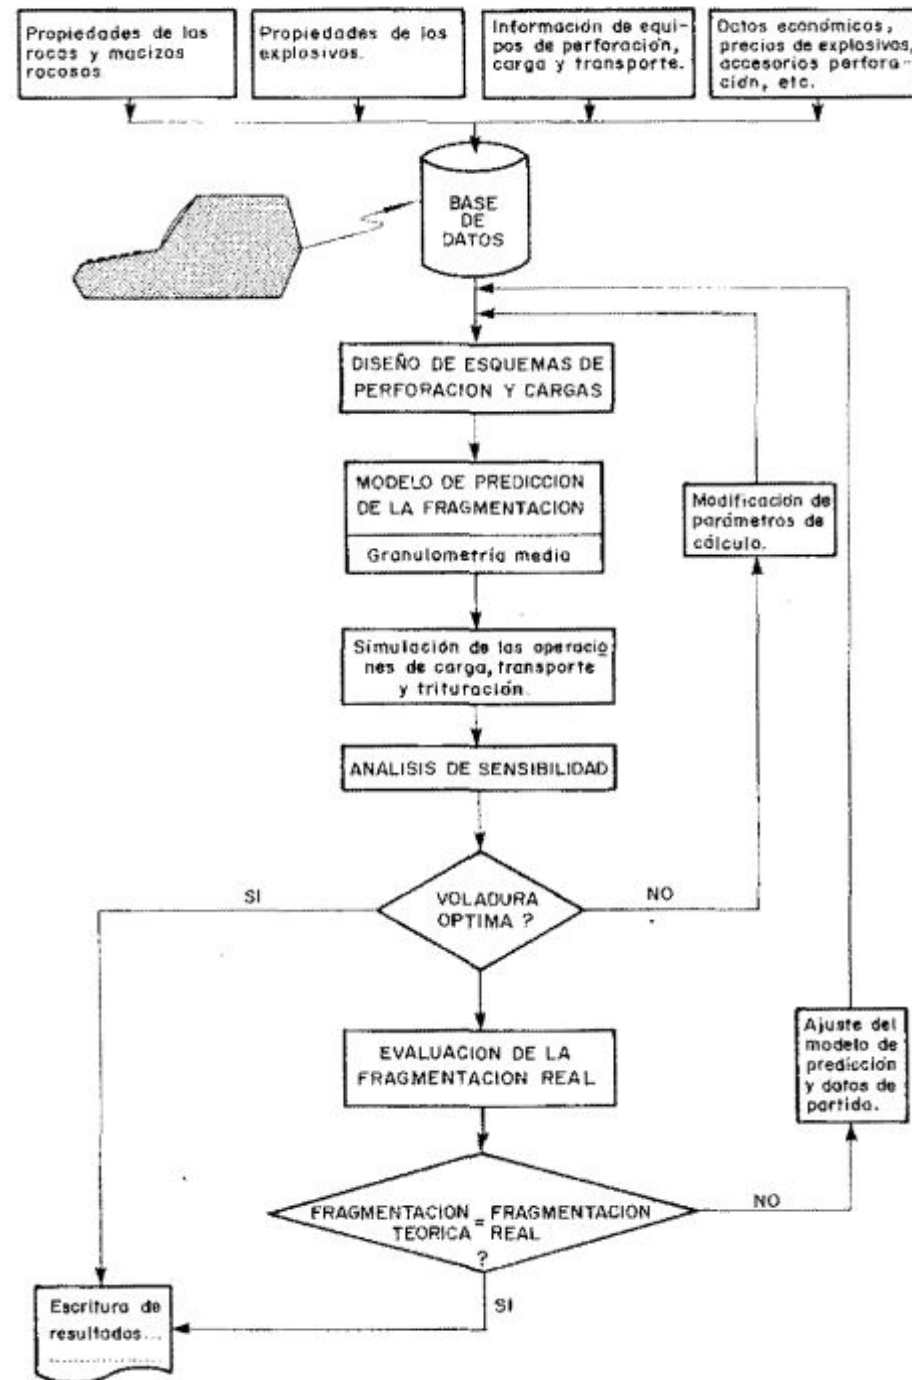 Propiedades de las
rocas y macizos
rocosos.
Propiedades de los
explosivos.
Información de equi-
pos de perforación,
carga y transporte.
Datos económicos,
precios de explosivos,
accesorios perfora-
ción, etc.
BASE
DE
DATOS
DISEÑO DE ESQUEMAS DE
PERFORACION Y CARGAS
MODELO DE PREDICCION
DE LA FRAGMENTACION
Granulometría media
Modificación de
parámetros de
cálculo.
Simulación de las operacio
nes de carga, transporte
y trituración.
ANALISIS DE SENSIBILIDAD
SI
VOLADURA
OPTIMA ?
NO
EVALUACION DE LA
FRAGMENTACION REAL
Ajuste del
modelo de
predicción
y datos de
partida.
FRAGMENTACION = FRAGMENTACION
TEORICA REAL
?
NO
SI
Escritura de
resultados...